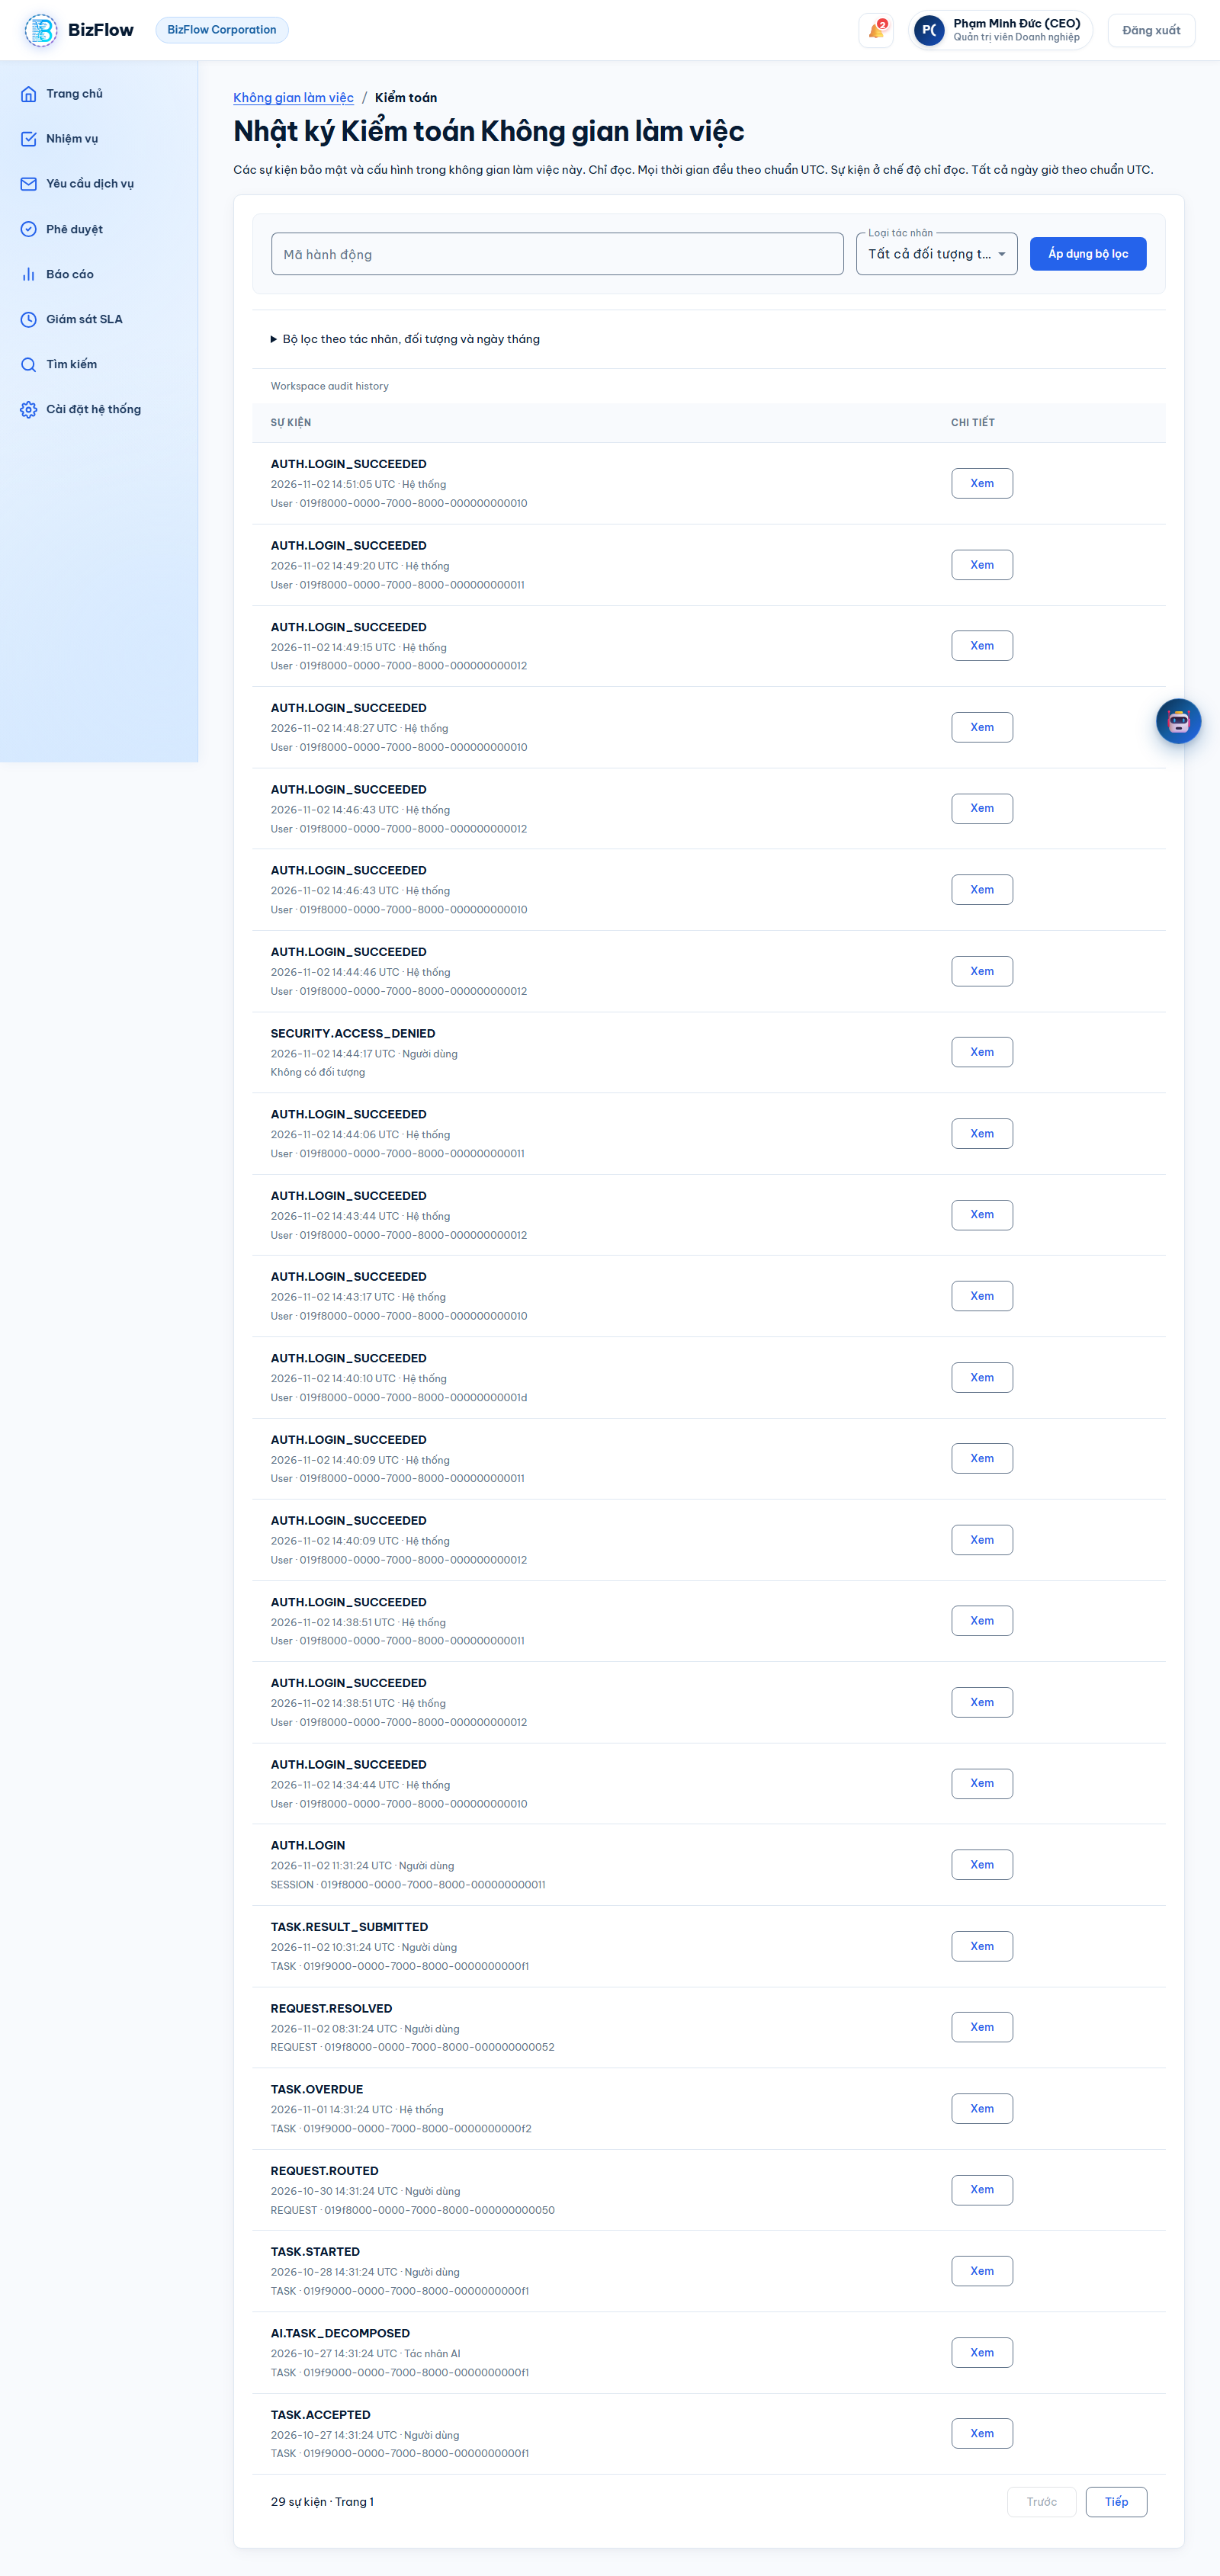 BizFlow
BizFlow Corporation
2
P(
Phạm Minh Đức (CEO)
Quản trị viên Doanh nghiệp
Đăng xuất
Trang chủ
Nhiệm vụ
Yêu cầu dịch vụ
Phê duyệt
Báo cáo
Giám sát SLA
Tìm kiếm
Cài đặt hệ thống
Không gian làm việc / Kiểm toán
Nhật ký Kiểm toán Không gian làm việc
Các sự kiện bảo mật và cấu hình trong không gian làm việc này. Chỉ đọc. Mọi thời gian đều theo chuẩn UTC. Sự kiện ở chế độ chỉ đọc. Tất cả ngày giờ theo chuẩn UTC.
Mã hành động
Loại tác nhân
Tất cả đối tượng t...
Áp dụng bộ lọc
Bộ lọc theo tác nhân, đối tượng và ngày tháng
Workspace audit history
SỰ KIỆN
CHI TIẾT
AUTH.LOGIN_SUCCEEDED
2026-11-02 14:51:05 UTC · Hệ thống
User · 019f8000-0000-7000-8000-000000000010
Xem
AUTH.LOGIN_SUCCEEDED
2026-11-02 14:49:20 UTC · Hệ thống
User · 019f8000-0000-7000-8000-000000000011
Xem
AUTH.LOGIN_SUCCEEDED
2026-11-02 14:49:15 UTC · Hệ thống
User · 019f8000-0000-7000-8000-000000000012
Xem
AUTH.LOGIN_SUCCEEDED
2026-11-02 14:48:27 UTC · Hệ thống
User · 019f8000-0000-7000-8000-000000000010
Xem
AUTH.LOGIN_SUCCEEDED
2026-11-02 14:46:43 UTC · Hệ thống
User · 019f8000-0000-7000-8000-000000000012
Xem
AUTH.LOGIN_SUCCEEDED
2026-11-02 14:46:43 UTC · Hệ thống
User · 019f8000-0000-7000-8000-000000000010
Xem
AUTH.LOGIN_SUCCEEDED
2026-11-02 14:44:46 UTC · Hệ thống
User · 019f8000-0000-7000-8000-000000000012
Xem
SECURITY.ACCESS_DENIED
2026-11-02 14:44:17 UTC · Người dùng
Không có đối tượng
Xem
AUTH.LOGIN_SUCCEEDED
2026-11-02 14:44:06 UTC · Hệ thống
User · 019f8000-0000-7000-8000-000000000011
Xem
AUTH.LOGIN_SUCCEEDED
2026-11-02 14:43:44 UTC · Hệ thống
User · 019f8000-0000-7000-8000-000000000012
Xem
AUTH.LOGIN_SUCCEEDED
2026-11-02 14:43:17 UTC · Hệ thống
User · 019f8000-0000-7000-8000-000000000010
Xem
AUTH.LOGIN_SUCCEEDED
2026-11-02 14:40:10 UTC · Hệ thống
User · 019f8000-0000-7000-8000-00000000001d
Xem
AUTH.LOGIN_SUCCEEDED
2026-11-02 14:40:09 UTC · Hệ thống
User · 019f8000-0000-7000-8000-000000000011
Xem
AUTH.LOGIN_SUCCEEDED
2026-11-02 14:40:09 UTC · Hệ thống
User · 019f8000-0000-7000-8000-000000000012
Xem
AUTH.LOGIN_SUCCEEDED
2026-11-02 14:38:51 UTC · Hệ thống
User · 019f8000-0000-7000-8000-000000000011
Xem
AUTH.LOGIN_SUCCEEDED
2026-11-02 14:38:51 UTC · Hệ thống
User · 019f8000-0000-7000-8000-000000000012
Xem
AUTH.LOGIN_SUCCEEDED
2026-11-02 14:34:44 UTC · Hệ thống
User · 019f8000-0000-7000-8000-000000000010
Xem
AUTH.LOGIN
2026-11-02 11:31:24 UTC · Người dùng
SESSION · 019f8000-0000-7000-8000-000000000011
Xem
TASK.RESULT_SUBMITTED
2026-11-02 10:31:24 UTC · Người dùng
TASK · 019f9000-0000-7000-8000-0000000000f1
Xem
REQUEST.RESOLVED
2026-11-02 08:31:24 UTC · Người dùng
REQUEST · 019f8000-0000-7000-8000-000000000052
Xem
TASK.OVERDUE
2026-11-01 14:31:24 UTC · Hệ thống
TASK · 019f9000-0000-7000-8000-0000000000f2
Xem
REQUEST.ROUTED
2026-10-30 14:31:24 UTC · Người dùng
REQUEST · 019f8000-0000-7000-8000-000000000050
Xem
TASK.STARTED
2026-10-28 14:31:24 UTC · Người dùng
TASK · 019f9000-0000-7000-8000-0000000000f1
Xem
AI.TASK_DECOMPOSED
2026-10-27 14:31:24 UTC · Tác nhân AI
TASK · 019f9000-0000-7000-8000-0000000000f1
Xem
TASK.ACCEPTED
2026-10-27 14:31:24 UTC · Người dùng
TASK · 019f9000-0000-7000-8000-0000000000f1
Xem
29 sự kiện · Trang 1
Trước
Tiếp